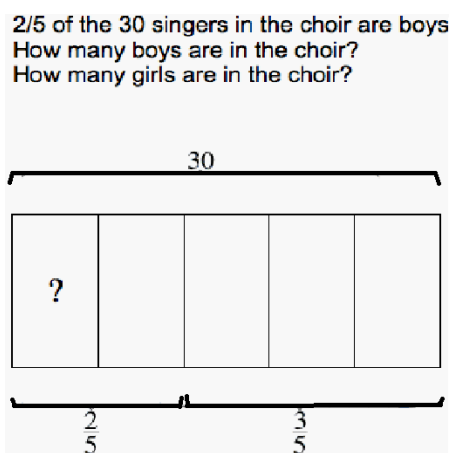 2/5 of the 30 singers in the choir are boys
How many boys are in the choir?
How many girls are in the choir?
30
?
2/5 3/5